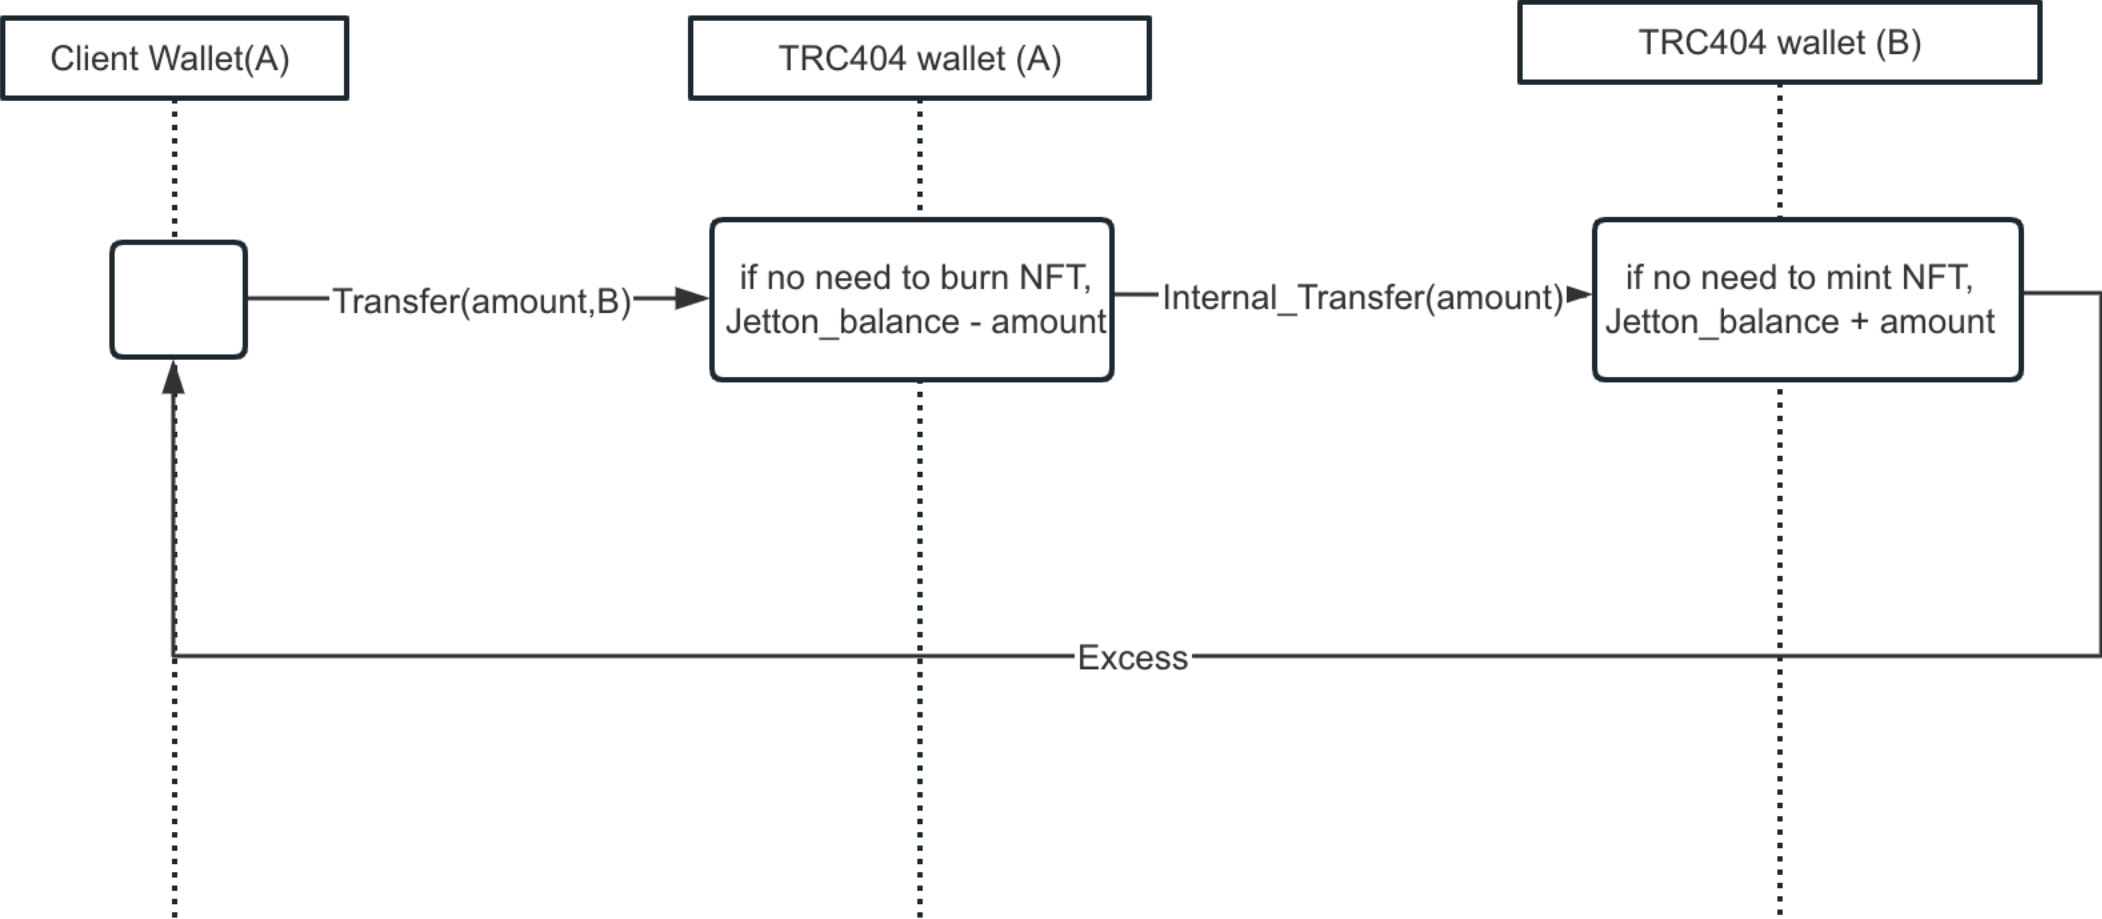 Client Wallet(A)
TRC404 wallet (A)
TRC404 wallet (B)
Transfer(amount,B)
if no need to burn NFT,
Jetton_balance - amount
Internal_Transfer(amount)
if no need to mint NFT,
Jetton_balance + amount
Excess